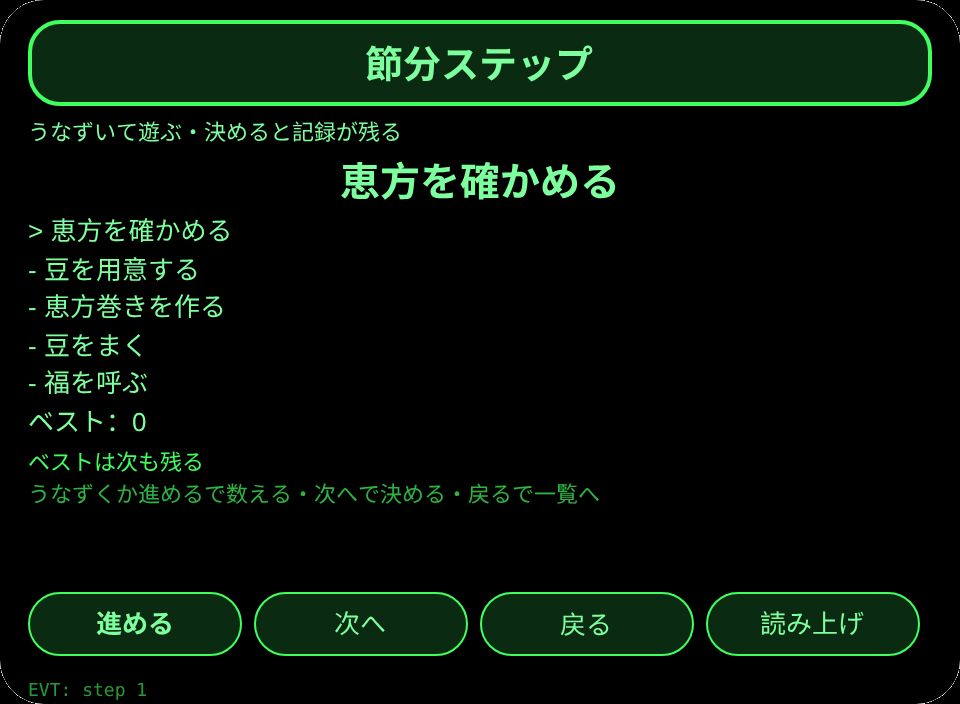 節分ステップ
うなずいて遊ぶ・決めると記録が残る
恵方を確かめる
> 恵方を確かめる
- 豆を用意する
- 恵方巻きを作る
- 豆をまく
- 福を呼ぶ
ベスト: 0
ベストは次も残る
うなずくか進めるで数える・次へで決める・戻るで一覧へ
進める 次へ 戻る 読み上げ
EVT: step 1